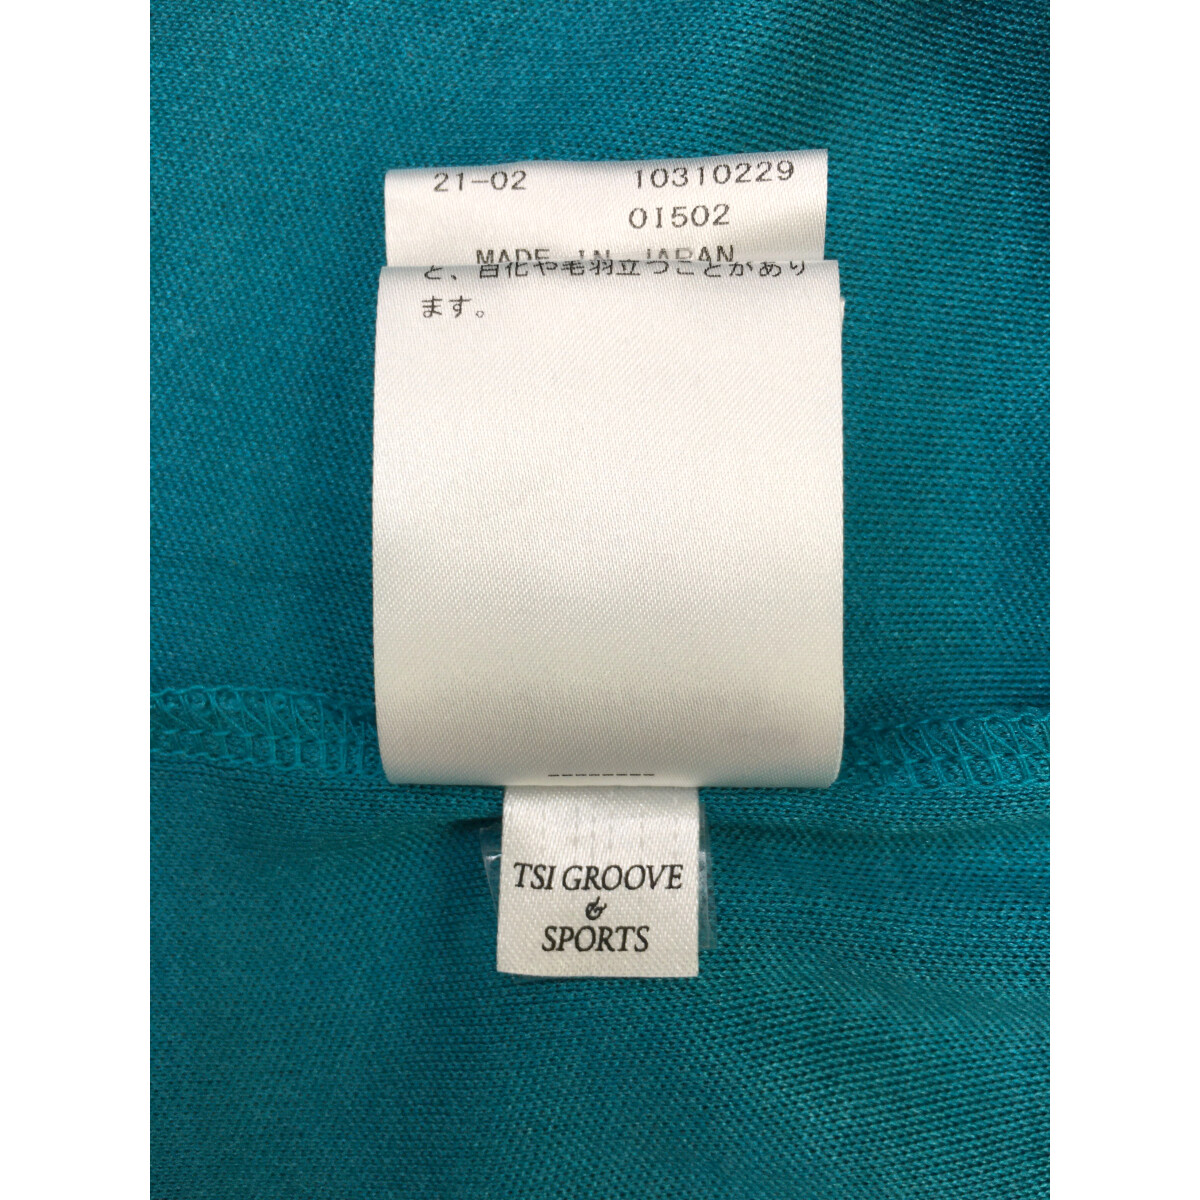 21-02 10310229
01502
MADE IN JAPAN
と、白化や毛羽立つことがあり
ます。
TSI GROOVE
&
SPORTS